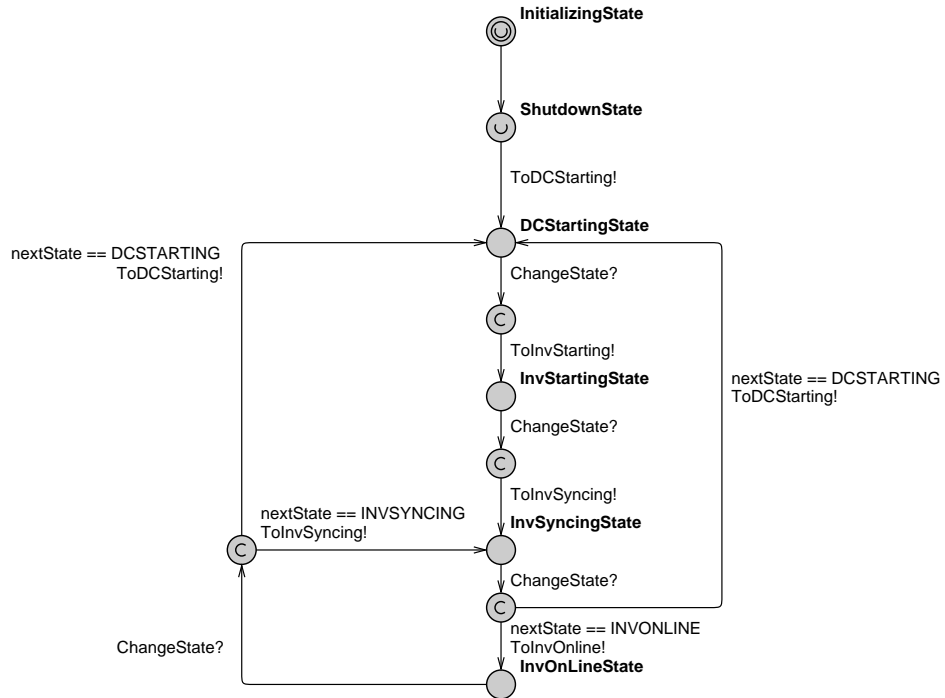 InitializingState
ShutdownState
ToDCStarting!
DCStartingState
nextState == DCSTARTING
ToDCStarting!
ChangeState?
C
ToInvStarting!
InvStartingState
nextState == DCSTARTING
ToDCStarting!
ChangeState?
C
ToInvSyncing!
nextState == INVSYNCING
ToInvSyncing!
InvSyncingState
C
ChangeState?
C
nextState == INVONLINE
ToInvOnline!
ChangeState?
InvOnLineState